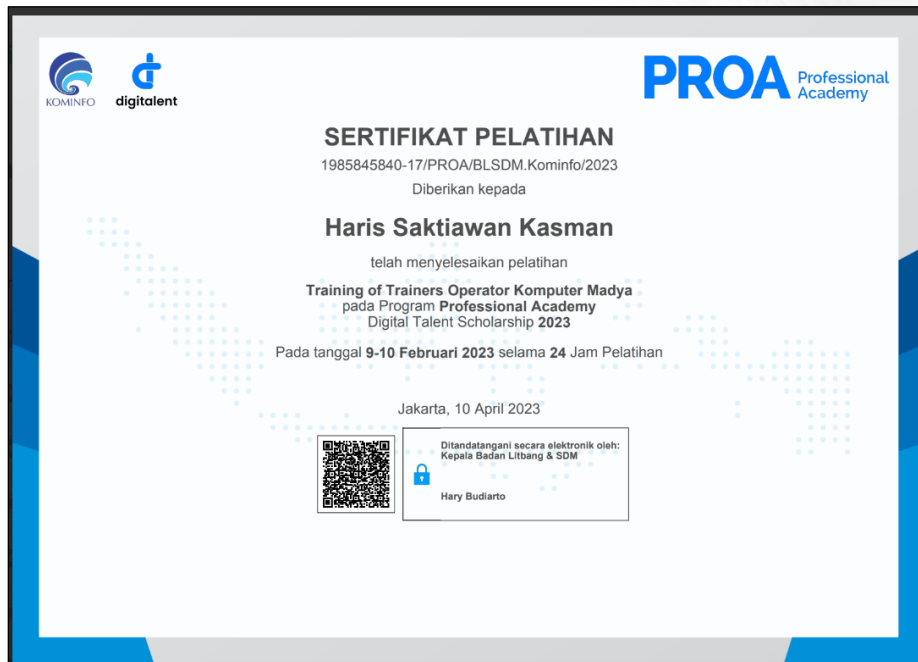 KOMINFO
digitalent
PROA Professional
Academy
SERTIFIKAT PELATIHAN
1985845840-17/PROA/BLSDM.Kominfo/2023
Diberikan kepada
Haris Saktiawan Kasman
telah menyelesaikan pelatihan
Training of Trainers Operator Komputer Madya
pada Program Professional Academy
Digital Talent Scholarship 2023
Pada tanggal 9-10 Februari 2023 selama 24 Jam Pelatihan
Jakarta, 10 April 2023
Ditandatangani secara elektronik oleh:
Kepala Badan Litbang & SDM
Hary Budiarto